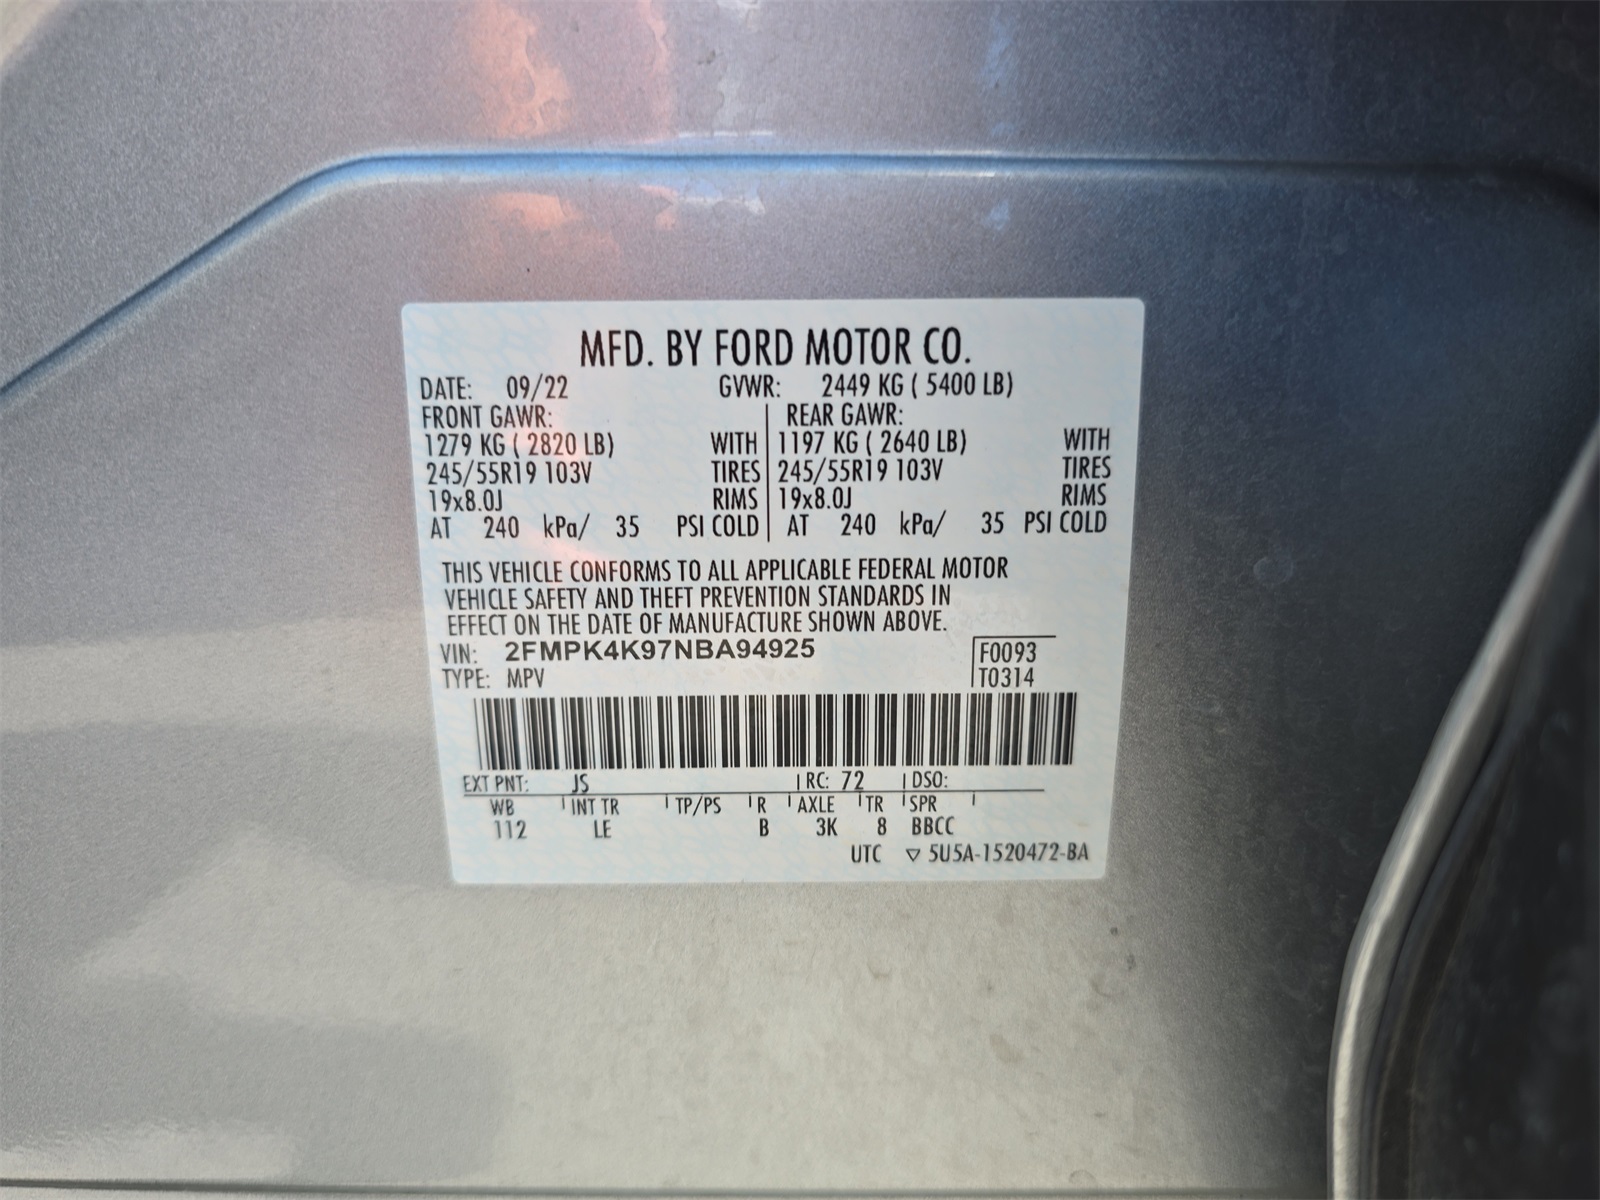 MFD. BY FORD MOTOR CO.
DATE: 09/22 GVWR: 2449 KG ( 5400 LB)
FRONT GAWR: REAR GAWR:
1279 KG ( 2820 LB) WITH 1197 KG ( 2640 LB) WITH
245/55R19 103V TIRES 245/55R19 103V TIRES
19x8.0J RIMS 19x8.0J RIMS
AT 240 kPa/ 35 PSI COLD AT 240 kPa/ 35 PSI COLD
THIS VEHICLE CONFORMS TO ALL APPLICABLE FEDERAL MOTOR
VEHICLE SAFETY AND THEFT PREVENTION STANDARDS IN
EFFECT ON THE DATE OF MANUFACTURE SHOWN ABOVE.
VIN: 2FMPK4K97NBA94925 F0093
TYPE: MPV T0314
EXT PNT: JS RC: 72 DSO:
WB INT TR TP/PS R AXLE TR SPR
112 LE B 3K 8 BBCC
UTC ▽ 5U5A-1520472-BA